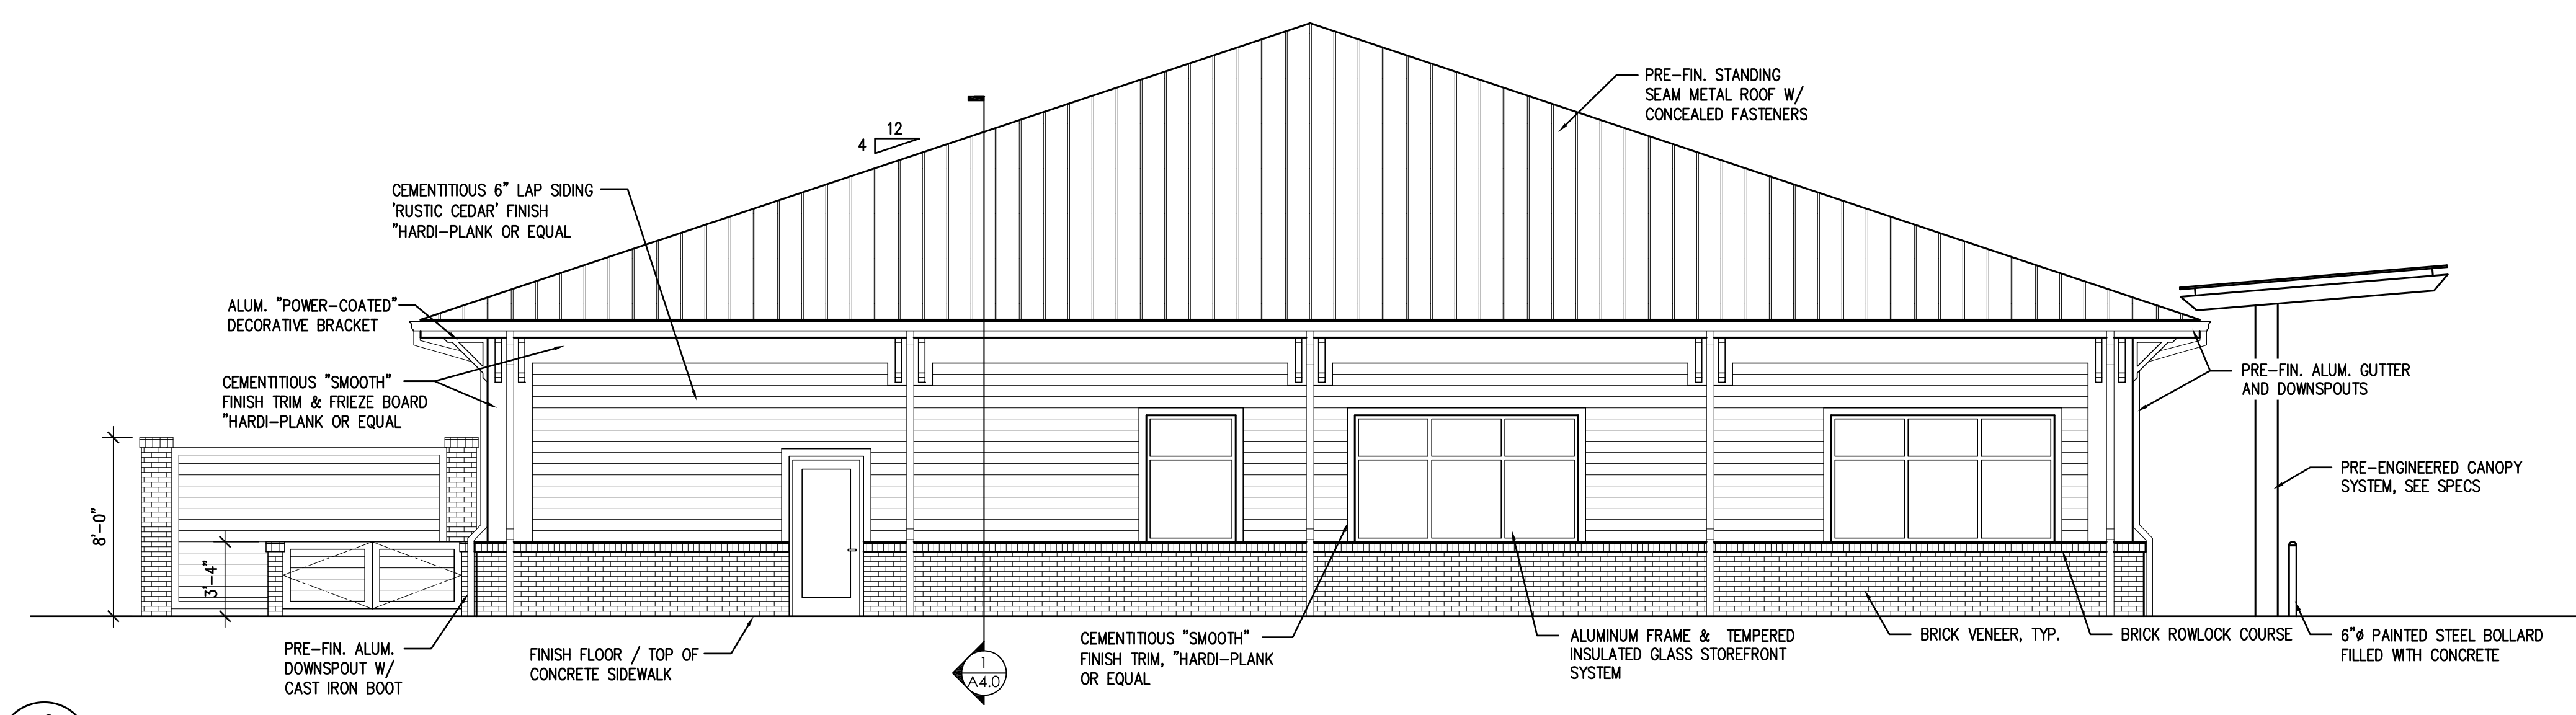 PRE-FIN. STANDING
SEAM METAL ROOF W/
CONCEALED FASTENERS
12
4
CEMENTITIOUS 6" LAP SIDING
'RUSTIC CEDAR' FINISH
"HARDI-PLANK OR EQUAL
ALUM. "POWER-COATED"
DECORATIVE BRACKET
CEMENTITIOUS "SMOOTH"
FINISH TRIM & FRIEZE BOARD
"HARDI-PLANK OR EQUAL
PRE-FIN. ALUM. GUTTER
AND DOWNSPOUTS
PRE-ENGINEERED CANOPY
SYSTEM, SEE SPECS
8'-0"
3'-4"
PRE-FIN. ALUM.
DOWNSPOUT W/
CAST IRON BOOT
FINISH FLOOR / TOP OF
CONCRETE SIDEWALK
1
A4.0
CEMENTITIOUS "SMOOTH"
FINISH TRIM, "HARDI-PLANK
OR EQUAL
ALUMINUM FRAME & TEMPERED
INSULATED GLASS STOREFRONT
SYSTEM
BRICK VENEER, TYP.
BRICK ROWLOCK COURSE
6"ø PAINTED STEEL BOLLARD
FILLED WITH CONCRETE